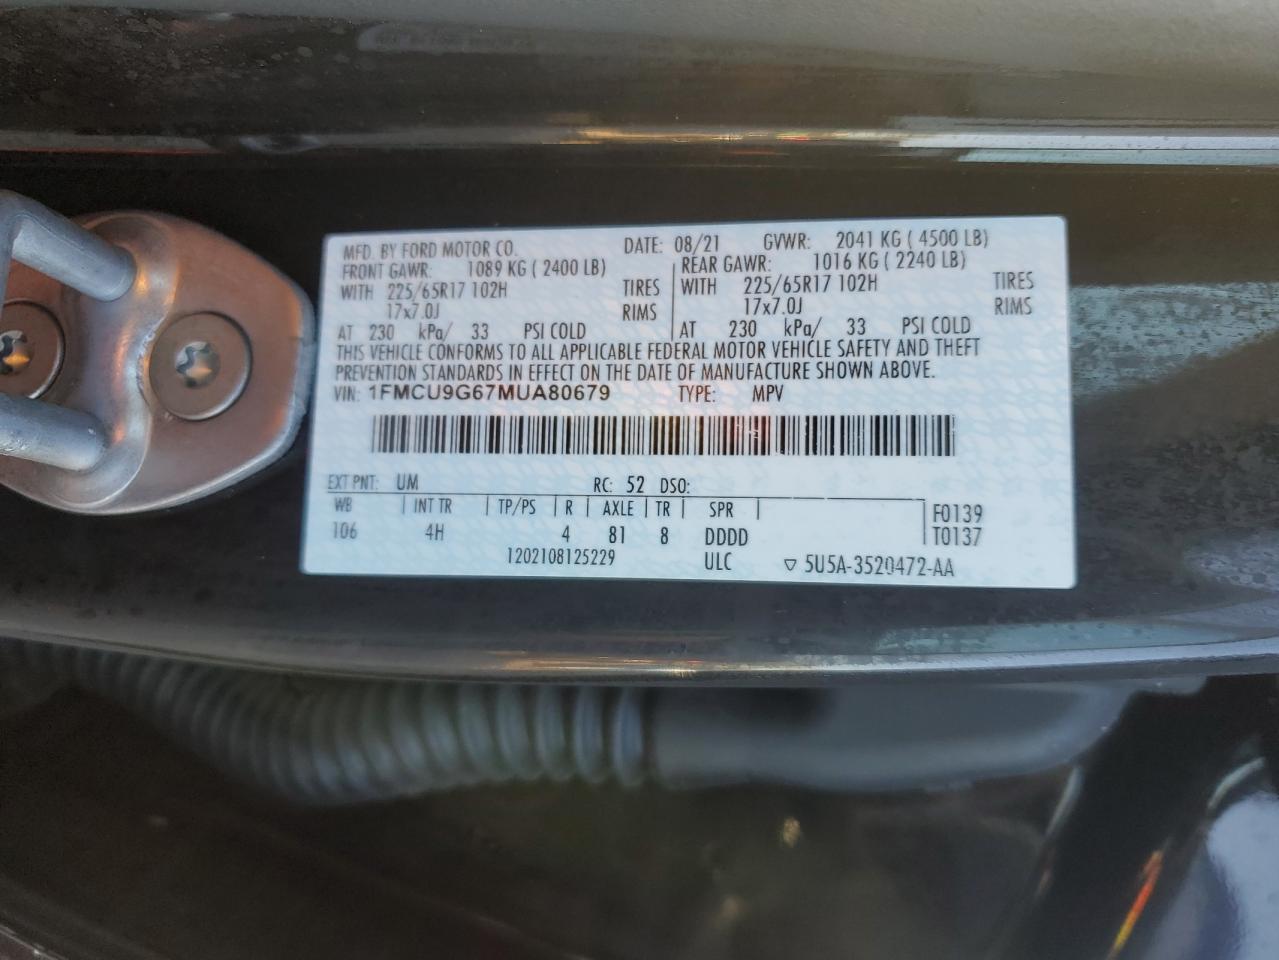 MFD. BY FORD MOTOR CO. DATE: 08/21 GVWR: 2041 KG ( 4500 LB)
FRONT GAWR: 1089 KG ( 2400 LB) REAR GAWR: 1016 KG ( 2240 LB)
WITH 225/65R17 102H TIRES WITH 225/65R17 102H TIRES
17x7.0J RIMS 17x7.0J RIMS
AT 230 kPa/ 33 PSI COLD AT 230 kPa/ 33 PSI COLD
THIS VEHICLE CONFORMS TO ALL APPLICABLE FEDERAL MOTOR VEHICLE SAFETY AND THEFT
PREVENTION STANDARDS IN EFFECT ON THE DATE OF MANUFACTURE SHOWN ABOVE.
VIN: 1FMCU9G67MUA80679 TYPE: MPV
EXT PNT: UM RC: 52 DSO:
WB INT TR TP/PS R AXLE TR SPR F0139
106 4H 4 81 8 DDDD T0137
1202108125229 ULC ▽ 5U5A-3520472-AA